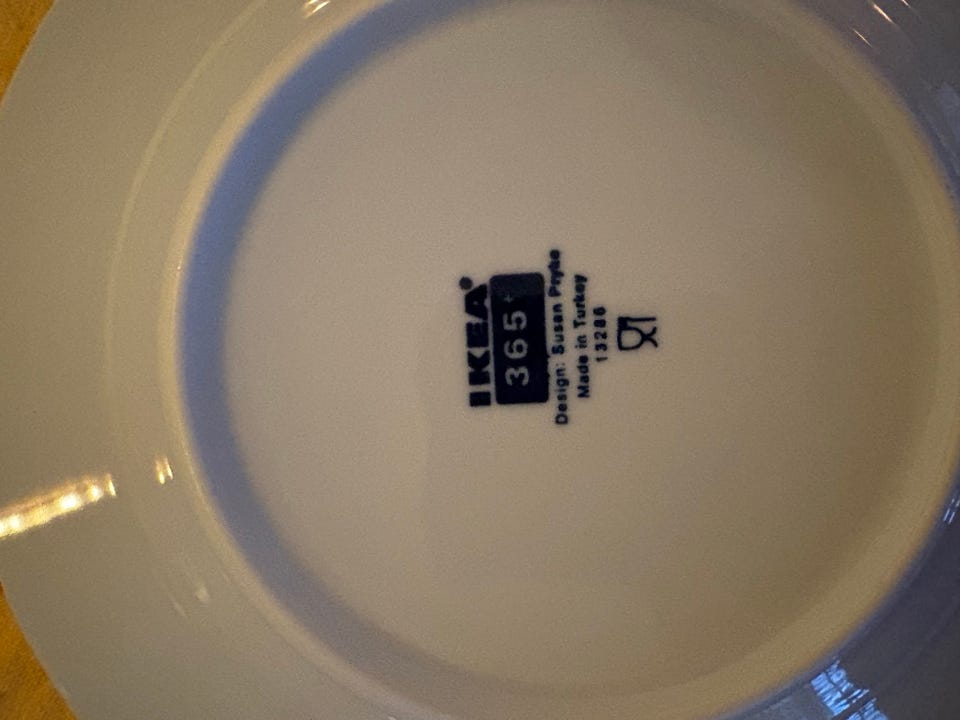 IKEA®
365+
Design: Susan Pryke
Made in Turkey
13286